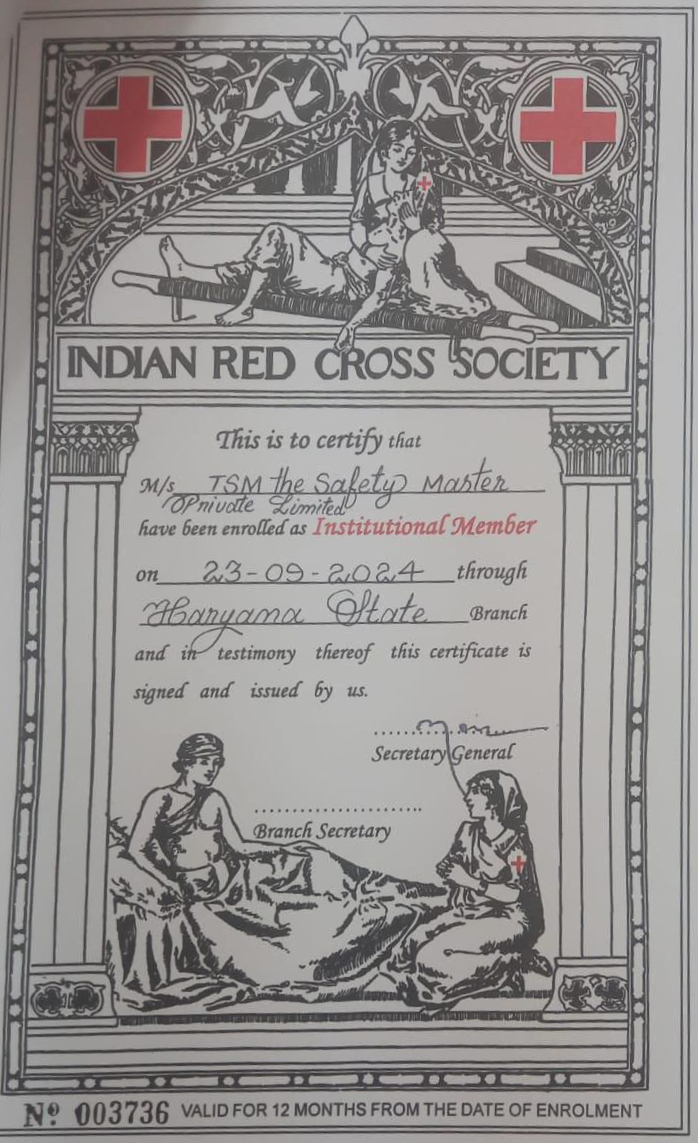 INDIAN RED CROSS SOCIETY
This is to certify that
M/s TSM the Safety Master
Private Limited
have been enrolled as Institutional Member
on 23-09-2024 through
Haryana State Branch
and in testimony thereof this certificate is
signed and issued by us.
Secretary General
Branch Secretary
Nº 003736 VALID FOR 12 MONTHS FROM THE DATE OF ENROLMENT